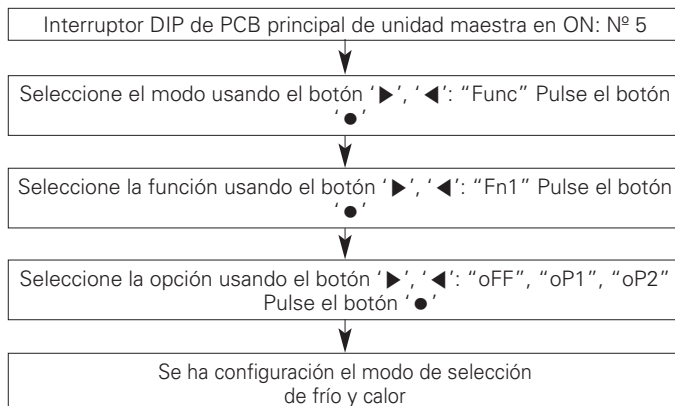 Interruptor DIP de PCB principal de unidad maestra en ON: Nº 5
Seleccione el modo usando el botón ‘▶’, ‘◀’: “Func” Pulse el botón
‘●’
Seleccione la función usando el botón ‘▶’, ‘◀’: “Fn1” Pulse el botón
‘●’
Seleccione la opción usando el botón ‘▶’, ‘◀’: “oFF”, “oP1”, “oP2”
Pulse el botón ‘●’
Se ha configuración el modo de selección
de frío y calor